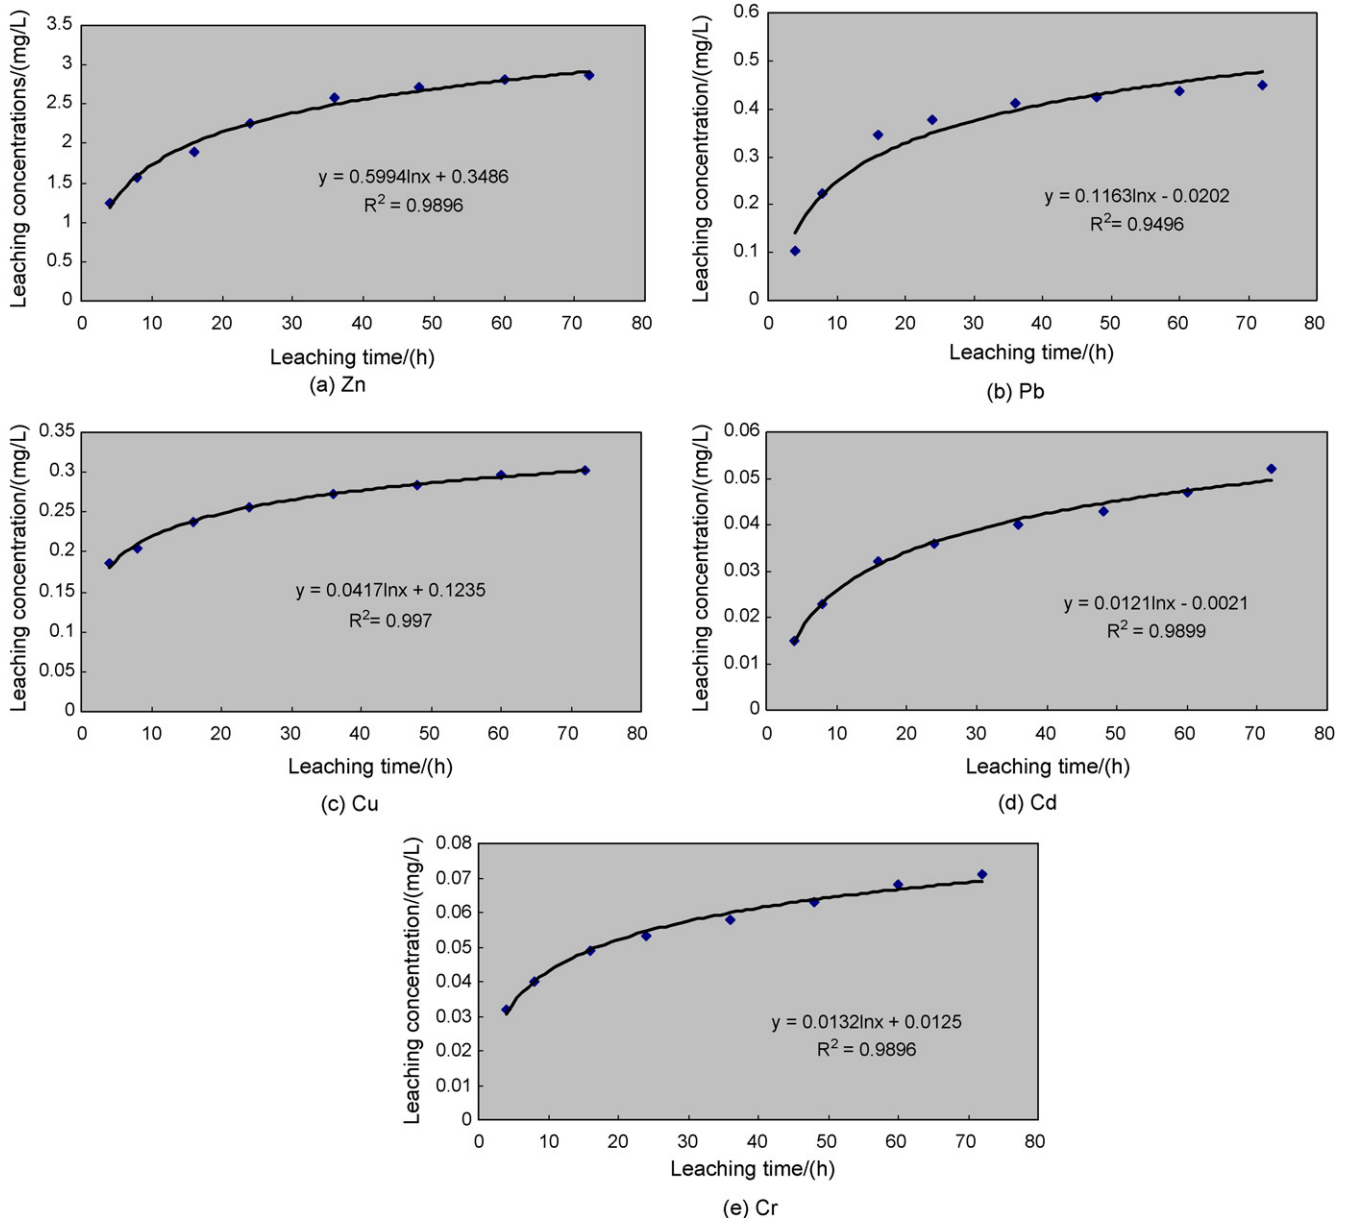 Leaching concentrations/(mg/L)
3.5
3
2.5
2
1.5
1
0.5
0
y = 0.5994lnx + 0.3486
R² = 0.9896
0 10 20 30 40 50 60 70 80
Leaching time/(h)
(a) Zn
Leaching concentration/(mg/L)
0.6
0.5
0.4
0.3
0.2
0.1
0
y = 0.1163lnx - 0.0202
R²= 0.9496
0 10 20 30 40 50 60 70 80
Leaching time/(h)
(b) Pb
Leaching concentration/(mg/L)
0.35
0.3
0.25
0.2
0.15
0.1
0.05
0
y = 0.0417lnx + 0.1235
R²= 0.997
0 10 20 30 40 50 60 70 80
Leaching time/(h)
(c) Cu
Leaching concentration/(mg/L)
0.06
0.05
0.04
0.03
0.02
0.01
0
y = 0.0121lnx - 0.0021
R² = 0.9899
0 10 20 30 40 50 60 70 80
Leaching time/(h)
(d) Cd
Leaching concentration/(mg/L)
0.08
0.07
0.06
0.05
0.04
0.03
0.02
0.01
0
y = 0.0132lnx + 0.0125
R² = 0.9896
0 10 20 30 40 50 60 70 80
Leaching time/(h)
(e) Cr